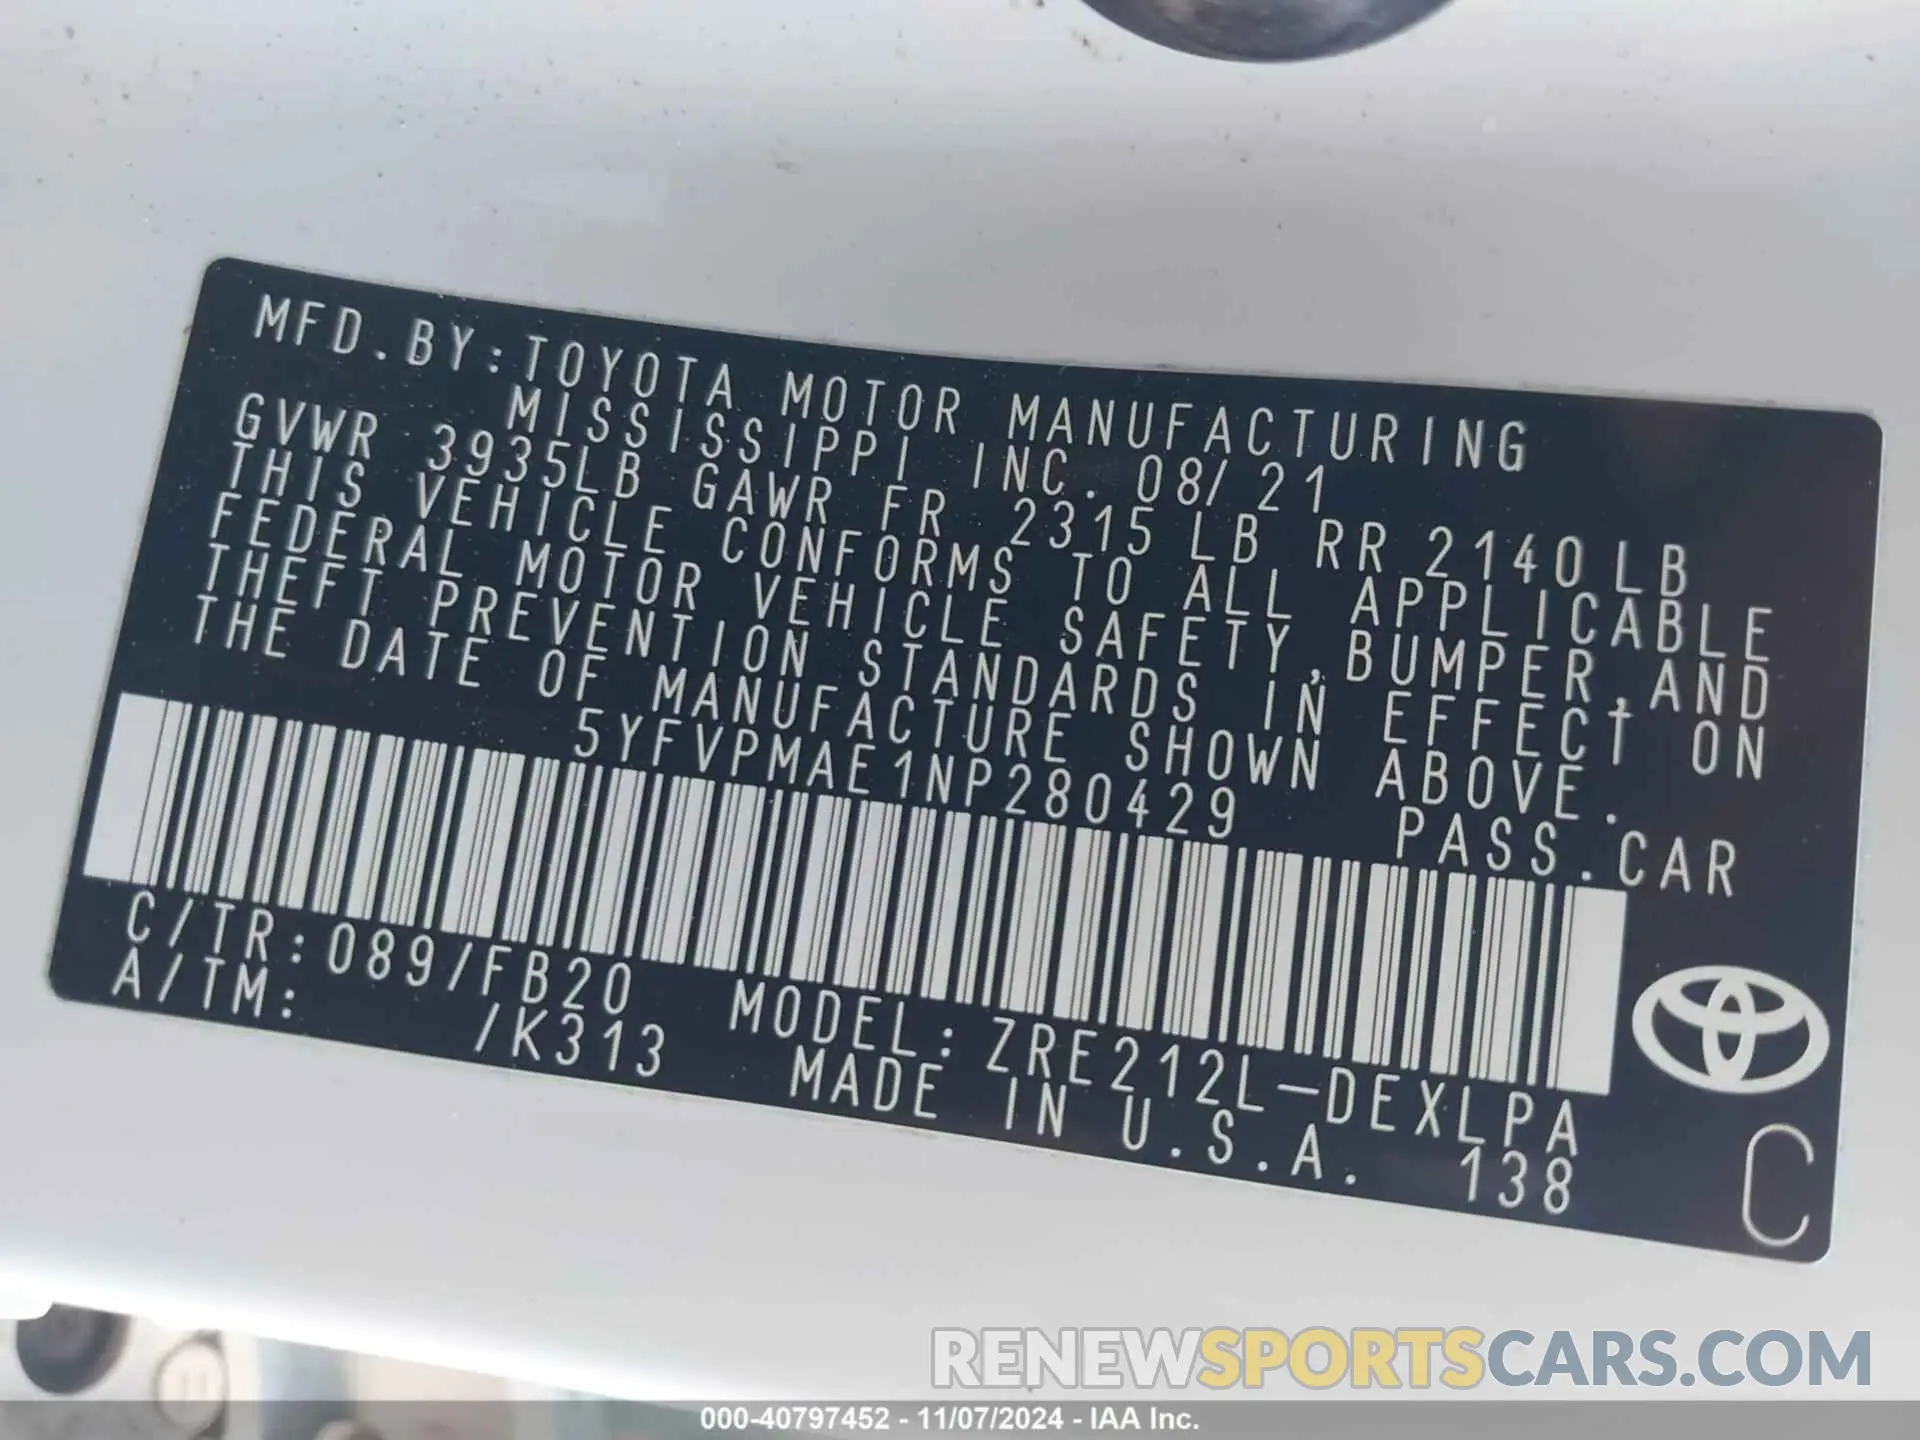 MFD.BY:TOYOTA MOTOR MANUFACTURING
MISSISSIPPI INC. 08/21
GVWR 3935LB GAWR FR 2315LB RR 2140LB
THIS VEHICLE CONFORMS TO ALL APPLICABLE
FEDERAL MOTOR VEHICLE SAFETY,BUMPER,AND
THEFT PREVENTION STANDARDS IN EFFECT ON
THE DATE OF MANUFACTURE SHOWN ABOVE.
5YFVPMAE1NP280429 PASS.CAR
C/TR:089/FB20 MODEL:ZRE212L-DEXLPA
A/TM: /K313 MADE IN U.S.A. 138
C
RENEWSPORTSCARS.COM
000-40797452 - 11/07/2024 - IAA Inc.